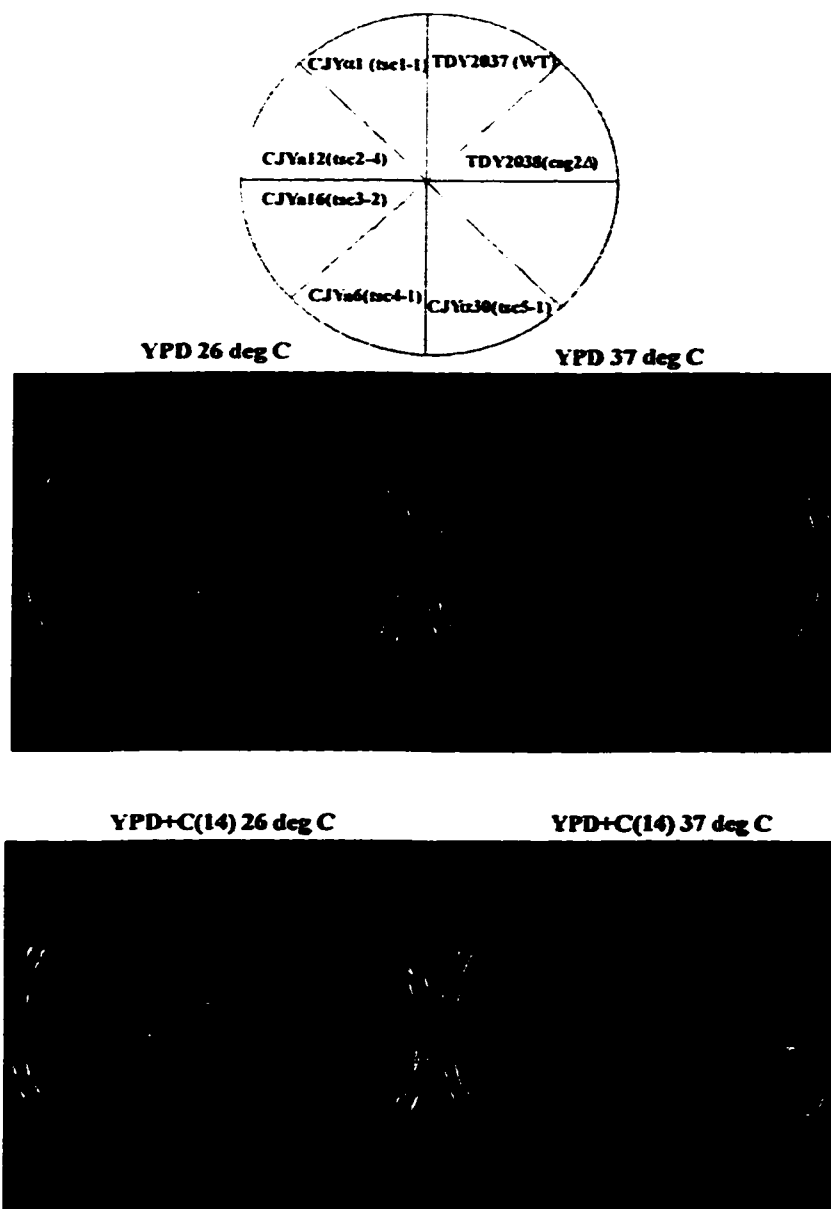 CJYα1 (tsc1-1) TDY2037 (WT)
CJYa12(tsc2-4) TDY2038(csg2Δ)
CJYa16(tsc3-2)
CJYa6(tsc4-1) CJYα30(tsc5-1)
YPD 26 deg C YPD 37 deg C
YPD+C(14) 26 deg C YPD+C(14) 37 deg C